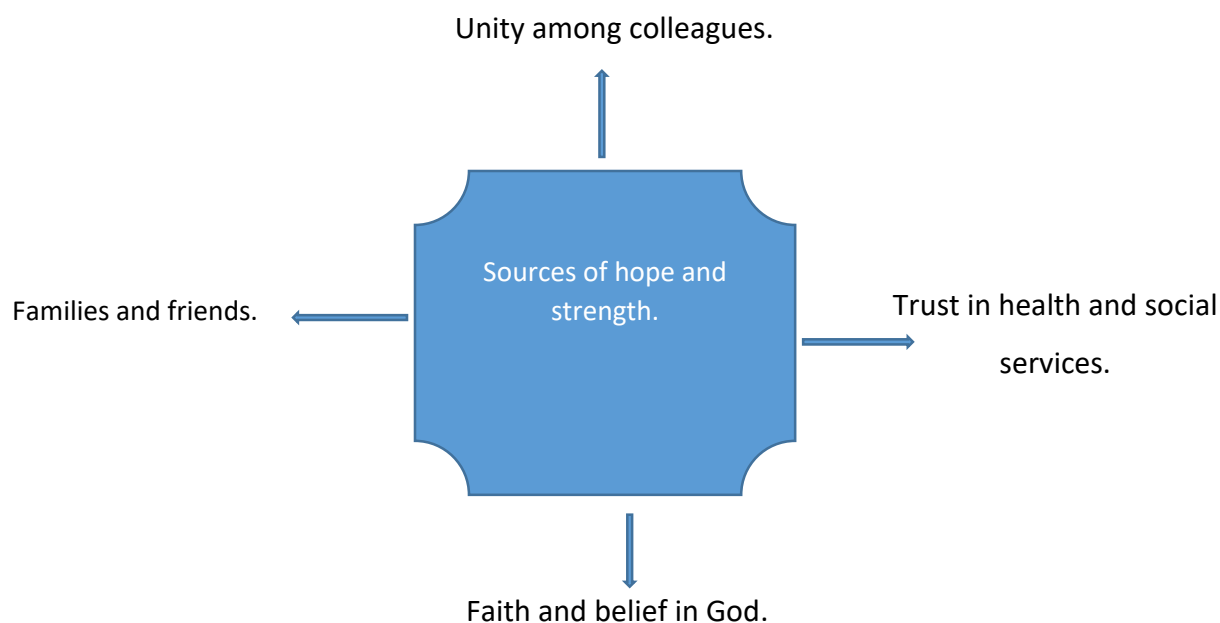 Unity among colleagues.
Sources of hope and
strength.
Families and friends.
Trust in health and social
services.
Faith and belief in God.